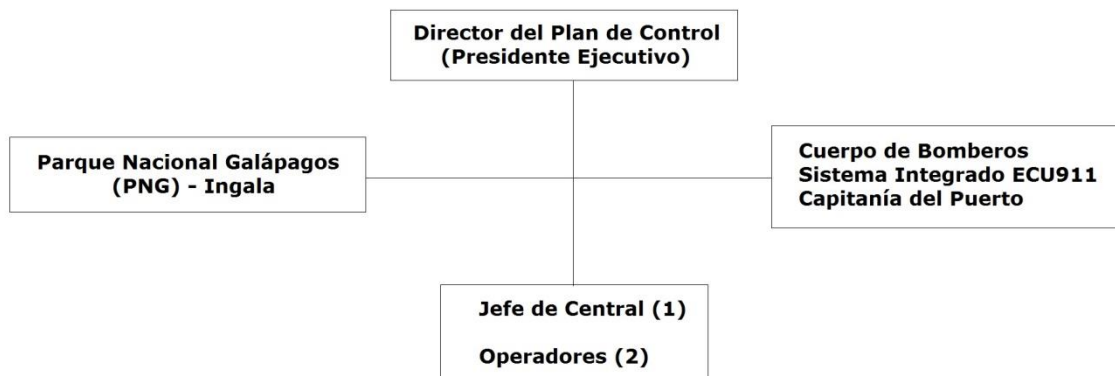 Director del Plan de Control
(Presidente Ejecutivo)
Parque Nacional Galápagos
(PNG) - Ingala
Cuerpo de Bomberos
Sistema Integrado ECU911
Capitanía del Puerto
Jefe de Central (1)
Operadores (2)